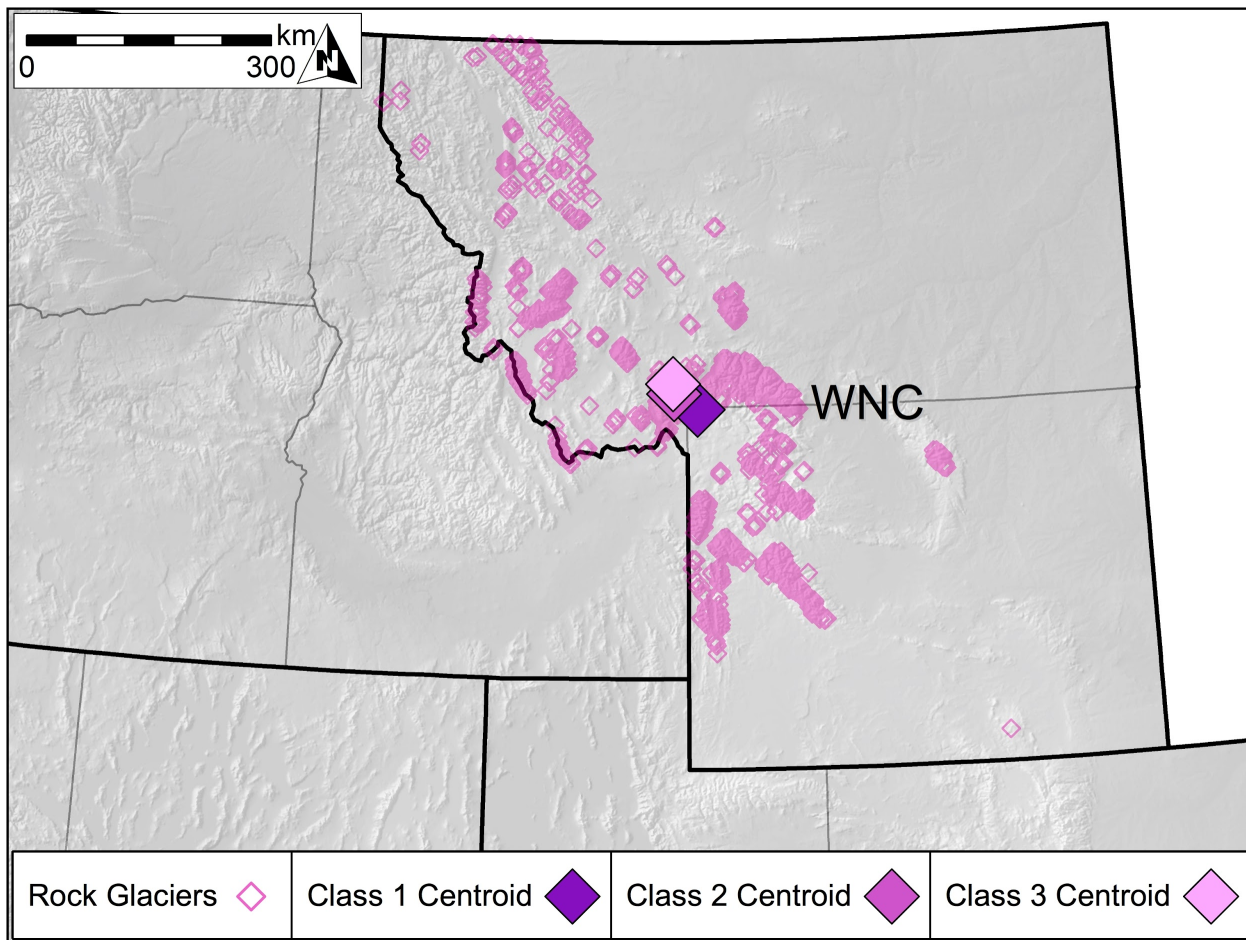 km
N
0 300
WNC
Rock Glaciers Class 1 Centroid Class 2 Centroid Class 3 Centroid